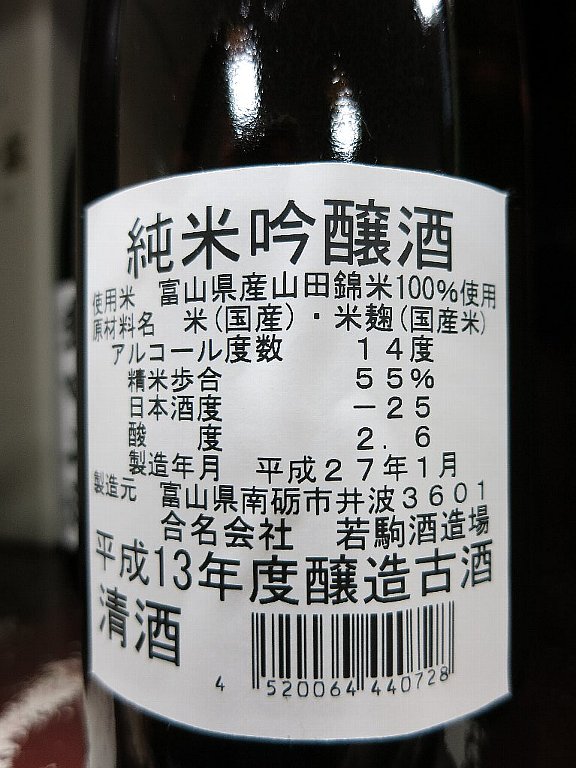 純米吟醸酒
使用米 富山県産山田錦米100%使用
原材料名 米(国産)・米麹(国産米)
アルコール度数 14度
精米歩合 55%
日本酒度 －25
酸 度 2.6
製造年月 平成27年1月
製造元 富山県南砺市井波3601
合名会社 若駒酒造場
平成13年度醸造古酒
清酒
4 520064 440728